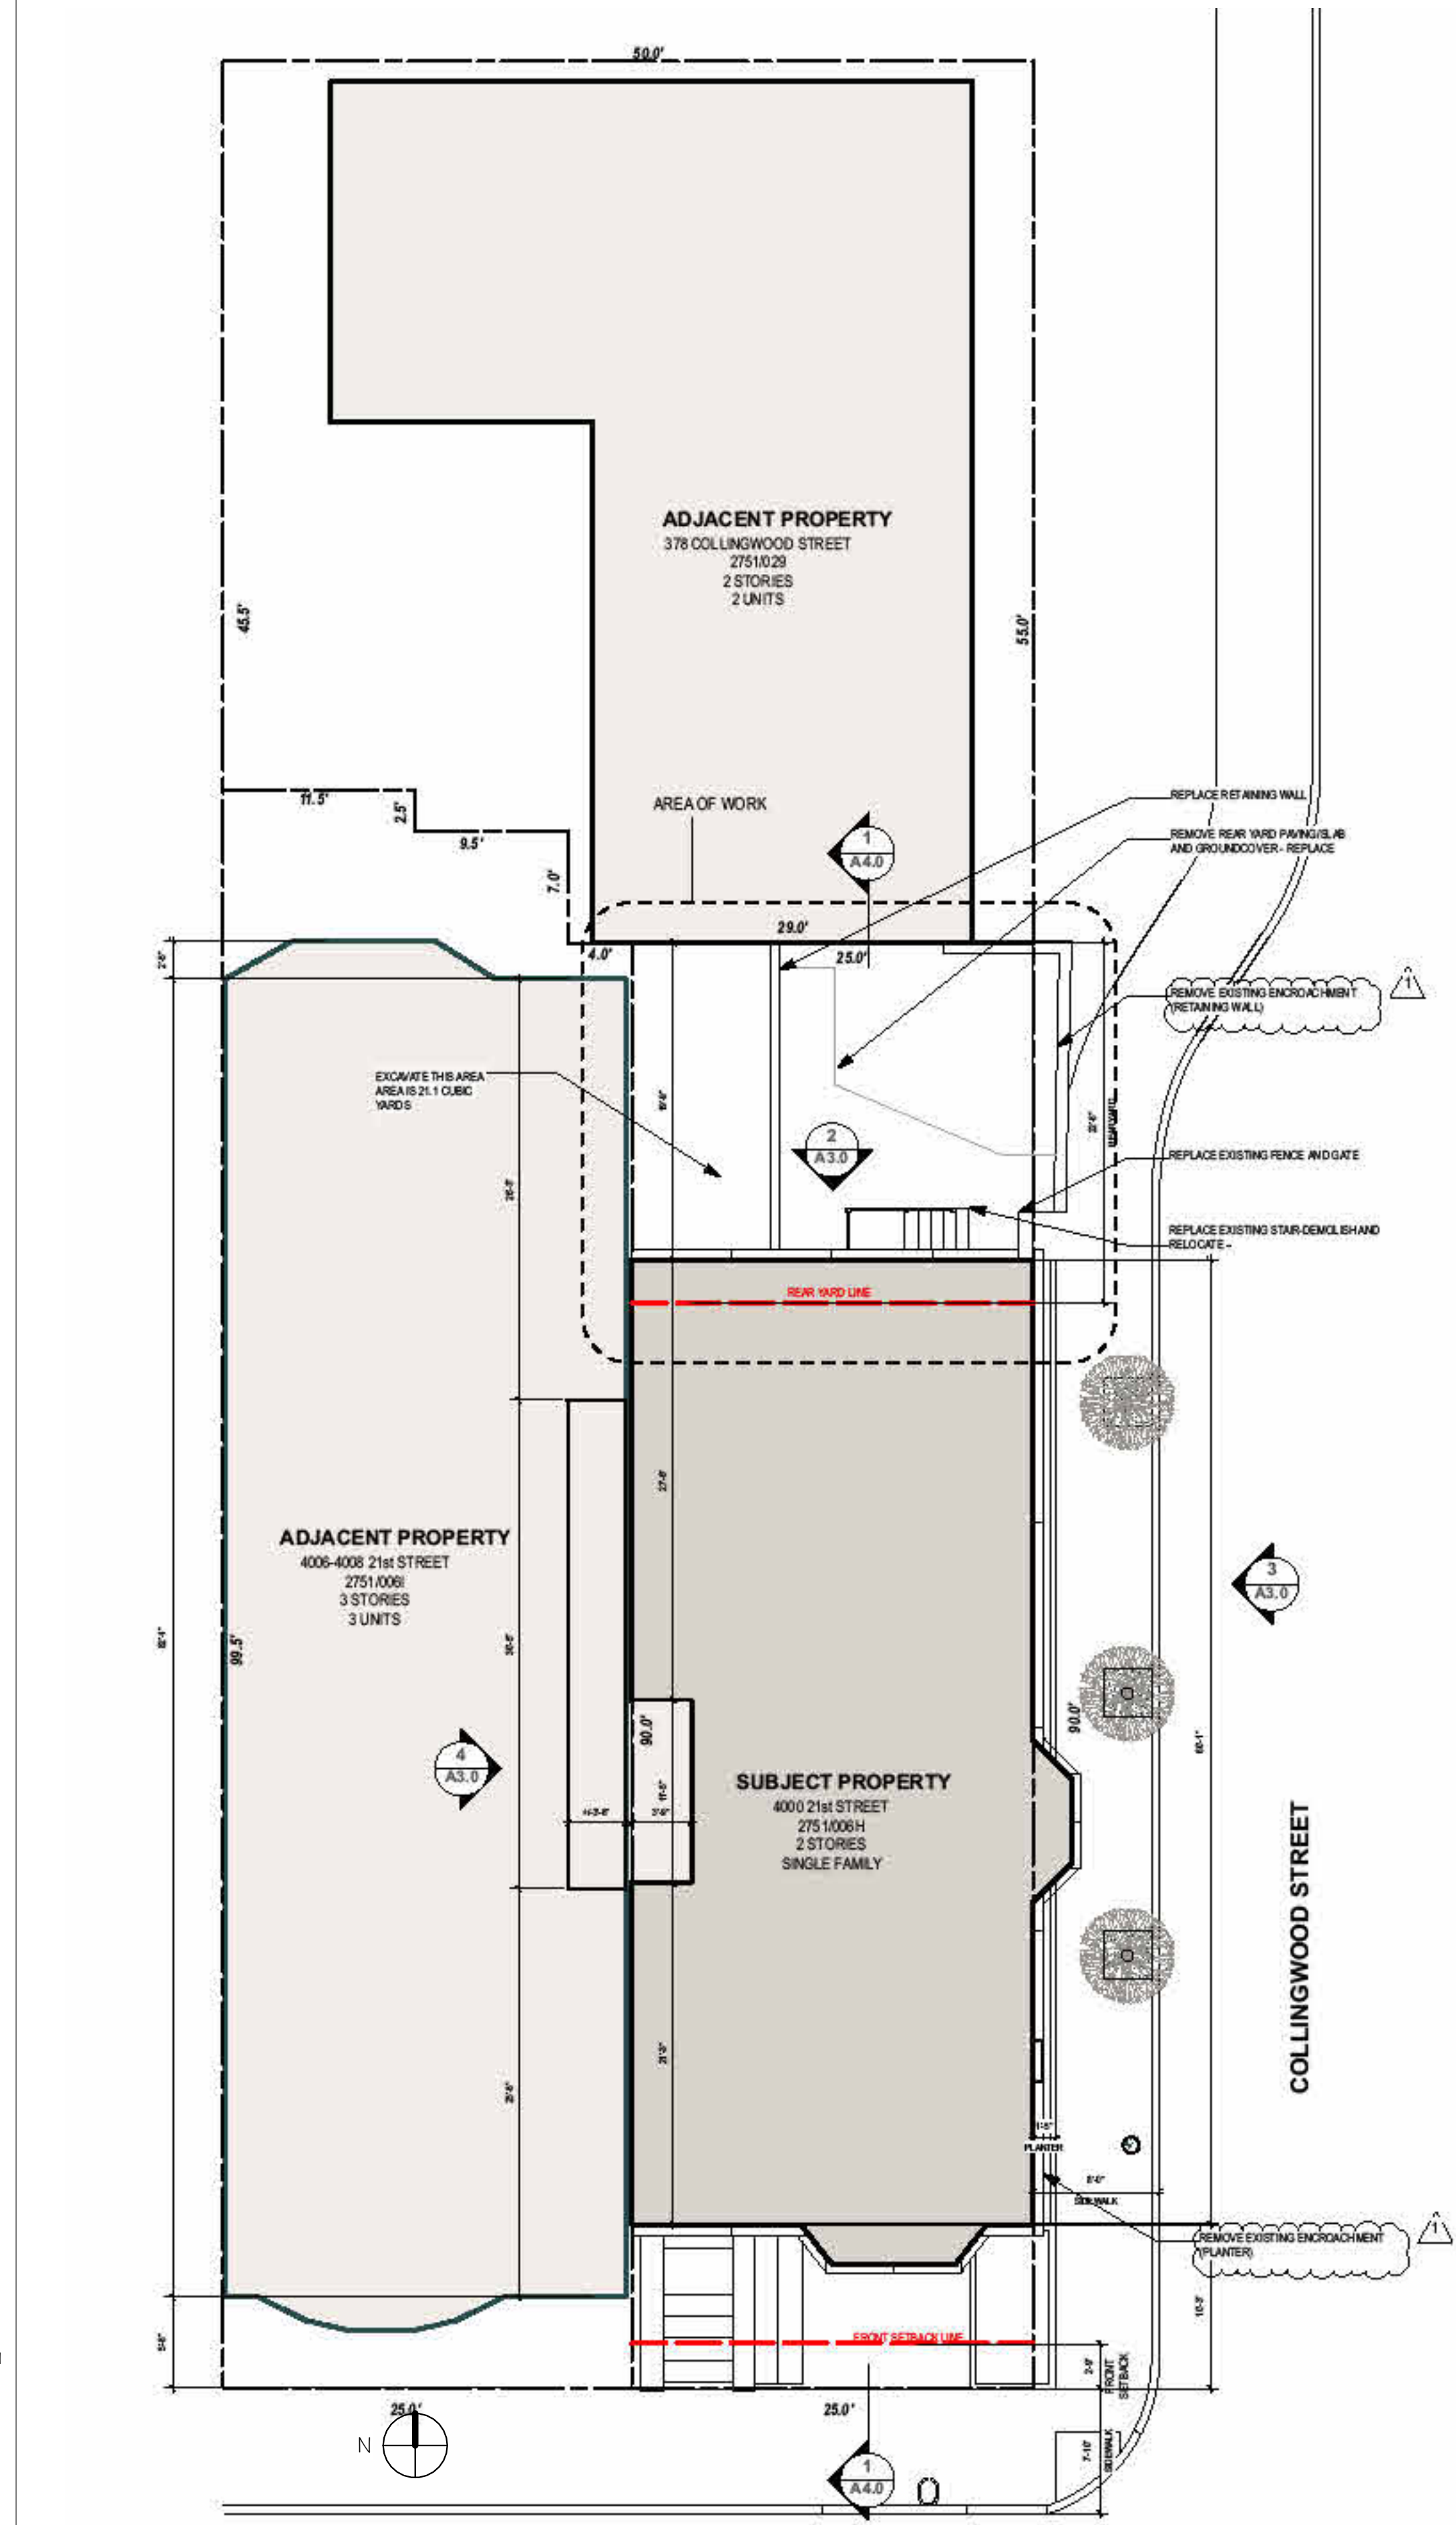 50.0'
ADJACENT PROPERTY
378 COLLINGWOOD STREET
2751/029
2 STORIES
2 UNITS
45.5'
55.0'
11.5'
2.5'
9.5'
7.0'
AREA OF WORK
1
A4.0
REPLACE RETAINING WALL
REMOVE REAR YARD PAVING/SLAB
AND GROUNDCOVER - REPLACE
29.0'
4.0'
25.0'
REMOVE EXISTING ENCROACHMENT
(RETAINING WALL)
1
EXCAVATE THIS AREA
AREA IS 21.1 CUBIC
YARDS
2
A3.0
REPLACE EXISTING FENCE AND GATE
REPLACE EXISTING STAIR-DEMOLISH AND
RELOCATE -
REAR YARD LINE
ADJACENT PROPERTY
4006-4008 21st STREET
2751/006I
3 STORIES
3 UNITS
99.5'
3
A3.0
4
A3.0
90.0'
90.0'
SUBJECT PROPERTY
4000 21st STREET
2751/006H
2 STORIES
SINGLE FAMILY
COLLINGWOOD STREET
21'-3"
PLANTER
SIDEWALK
REMOVE EXISTING ENCROACHMENT
(PLANTER)
1
FRONT SETBACK LINE
2'-9"
FRONT
SETBACK
25.0'
25.0'
N
7'-10"
SIDEWALK
1
A4.0